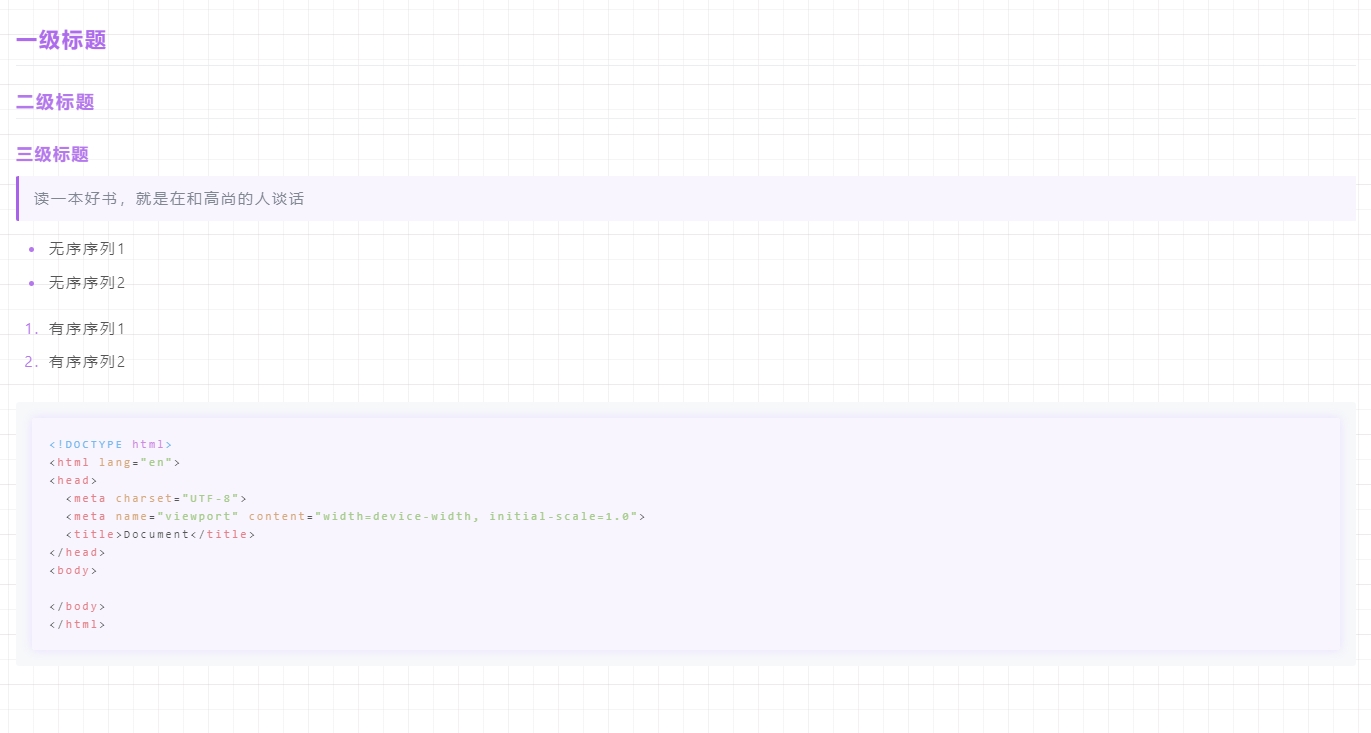 一级标题
二级标题
三级标题
读一本好书，就是在和高尚的人谈话
• 无序序列1
• 无序序列2
1. 有序序列1
2. 有序序列2
<!DOCTYPE html>
<html lang="en">
<head>
  <meta charset="UTF-8">
  <meta name="viewport" content="width=device-width, initial-scale=1.0">
  <title>Document</title>
</head>
<body>
</body>
</html>